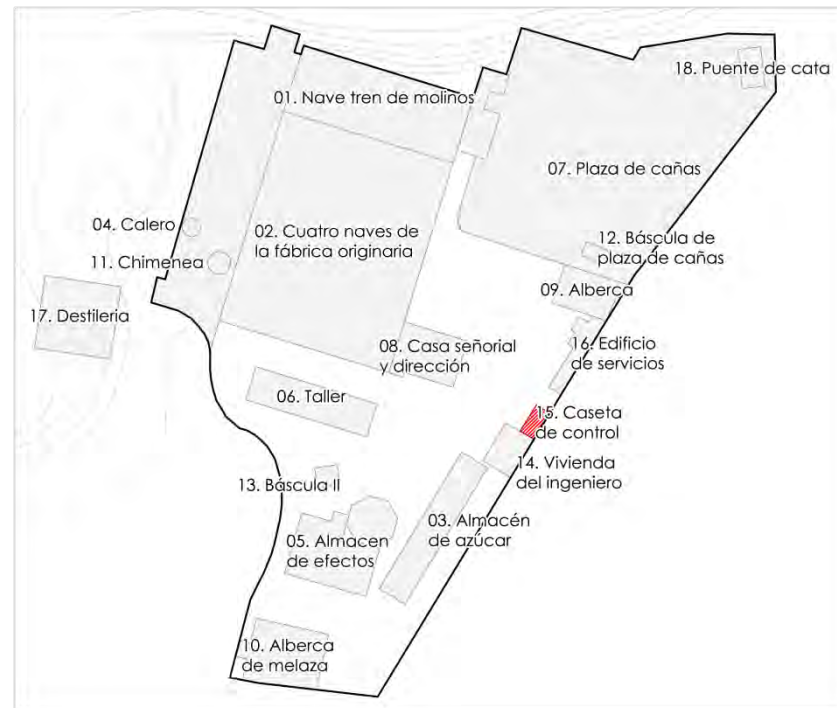 18. Puente de cata
01. Nave tren de molinos
07. Plaza de cañas
04. Calero
02. Cuatro naves de
la fábrica originaria
12. Báscula de
plaza de cañas
11. Chimenea
09. Alberca
17. Destileria
08. Casa señorial
y dirección
16. Edificio
de servicios
06. Taller
15. Caseta
de control
14. Vivienda
del ingeniero
13. Báscula II
03. Almacén
de azúcar
05. Almacen
de efectos
10. Alberca
de melaza